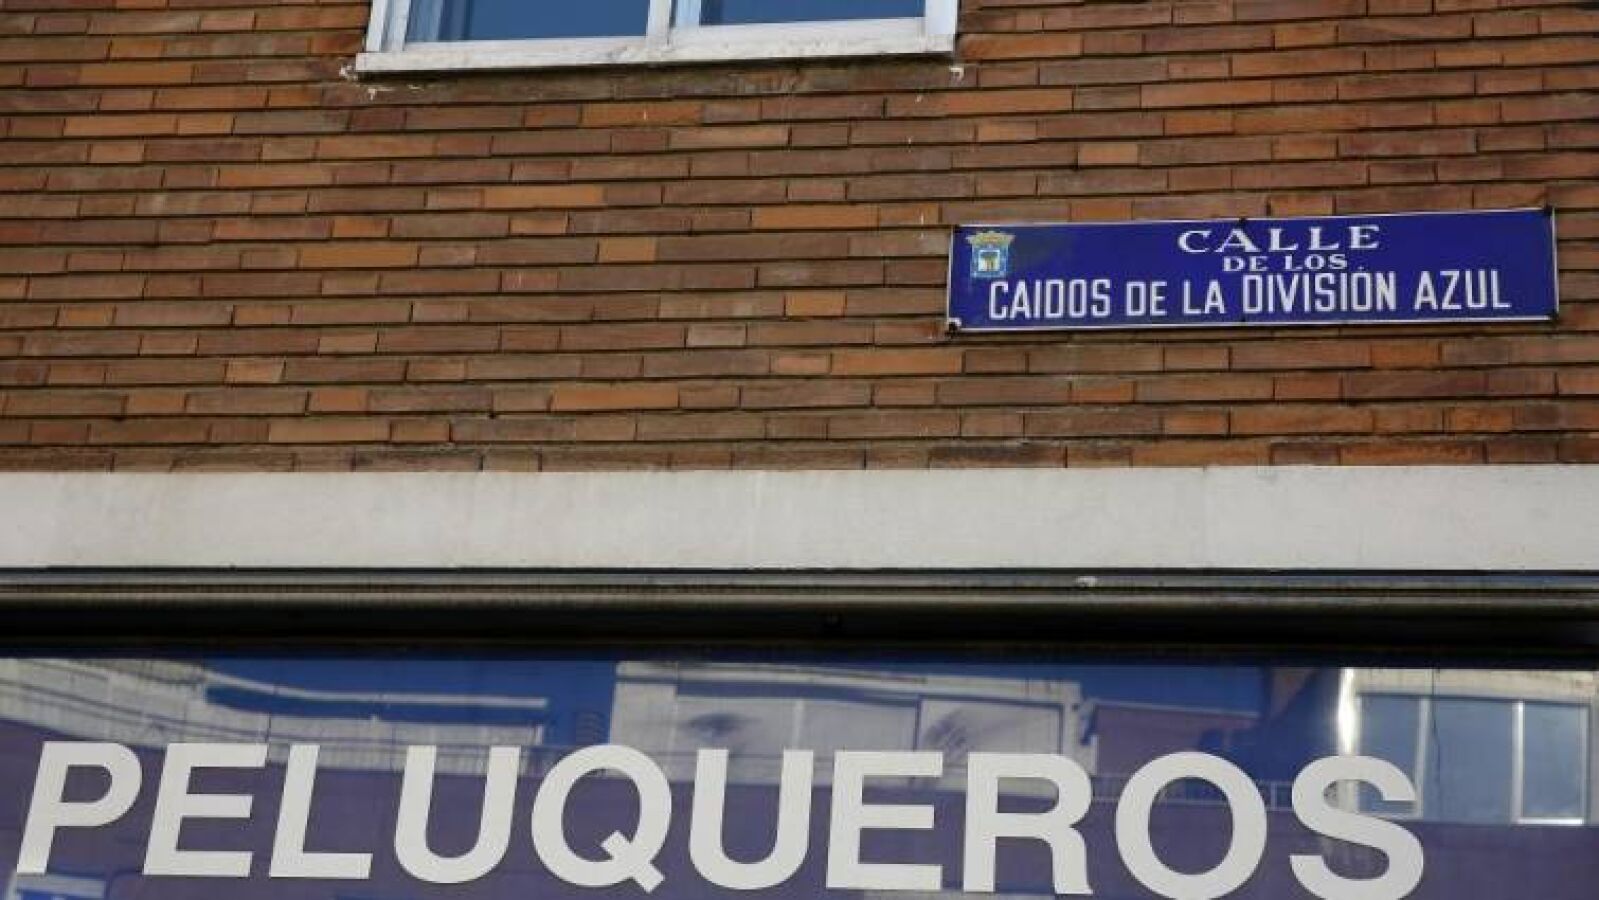 CALLE
DE LOS
CAIDOS DE LA DIVISIÓN AZUL
PELUQUEROS